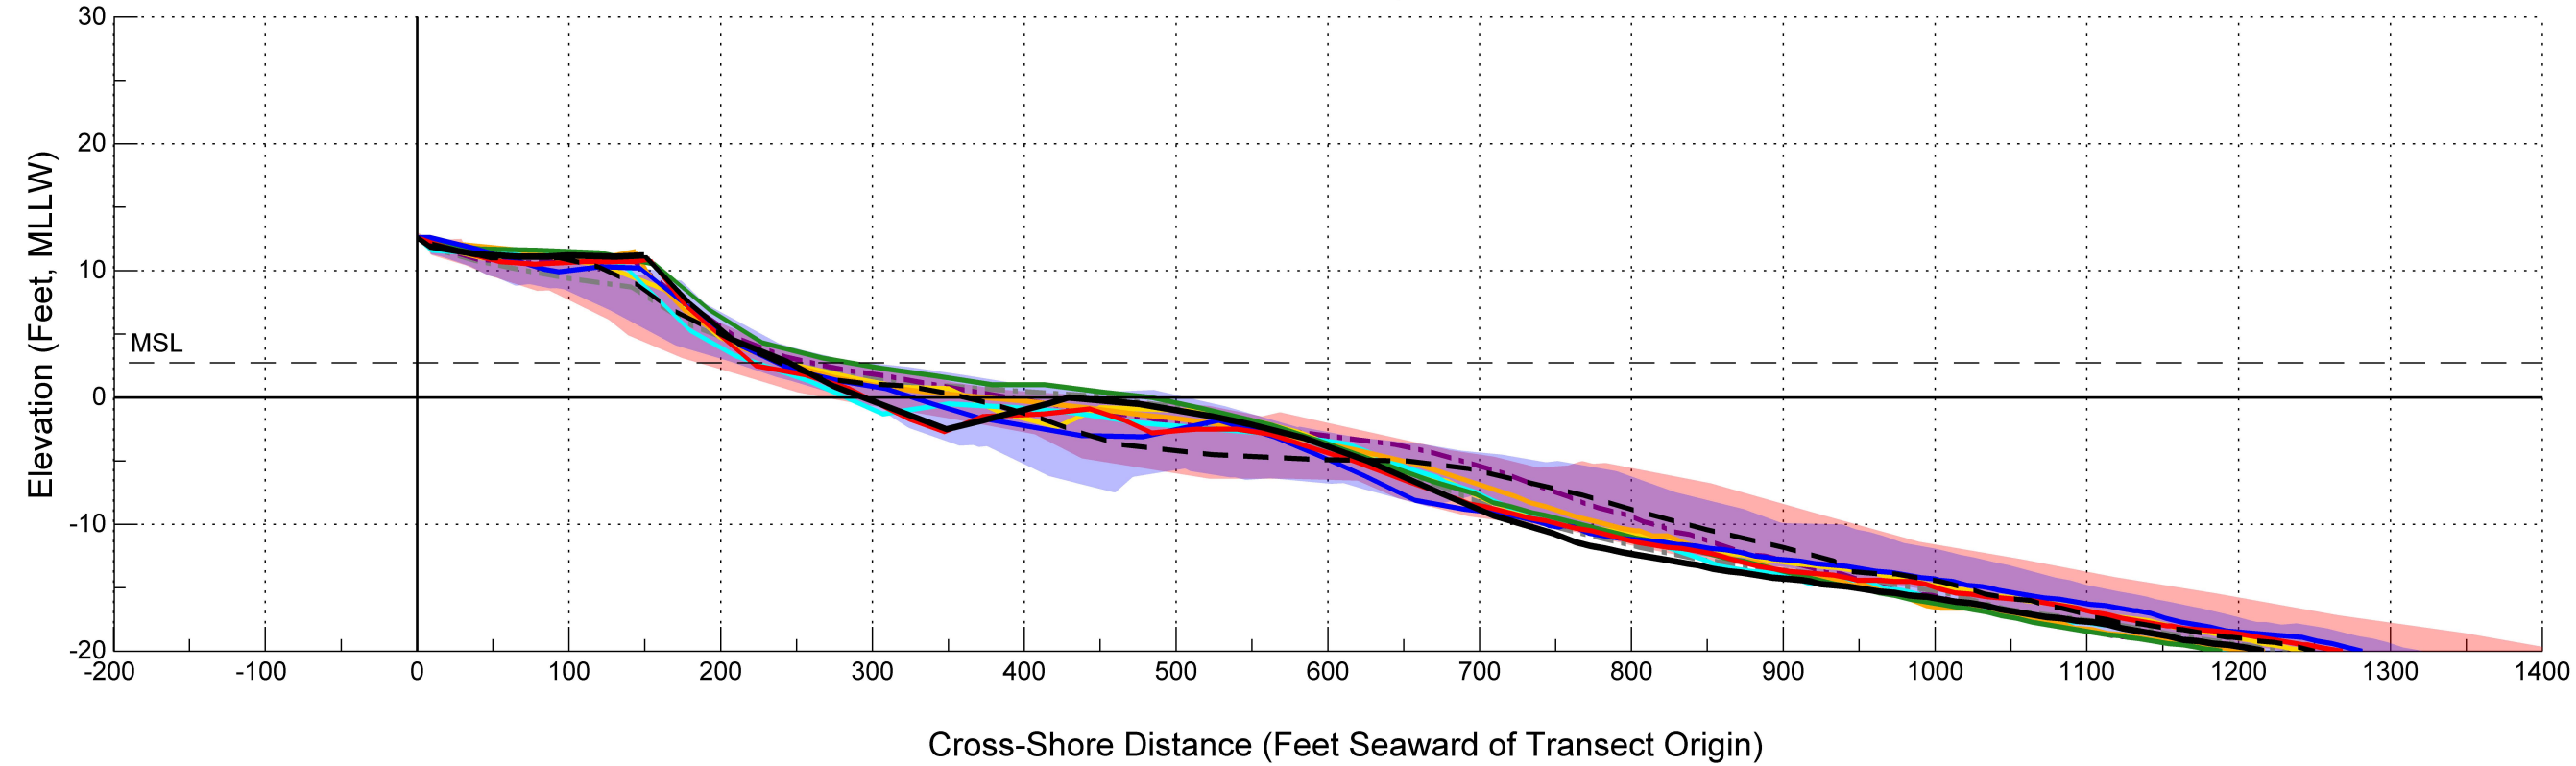 30
20
10
0
-10
-20
Elevation (Feet, MLLW)
MSL
-200 -100 0 100 200 300 400 500 600 700 800 900 1000 1100 1200 1300 1400
Cross-Shore Distance (Feet Seaward of Transect Origin)